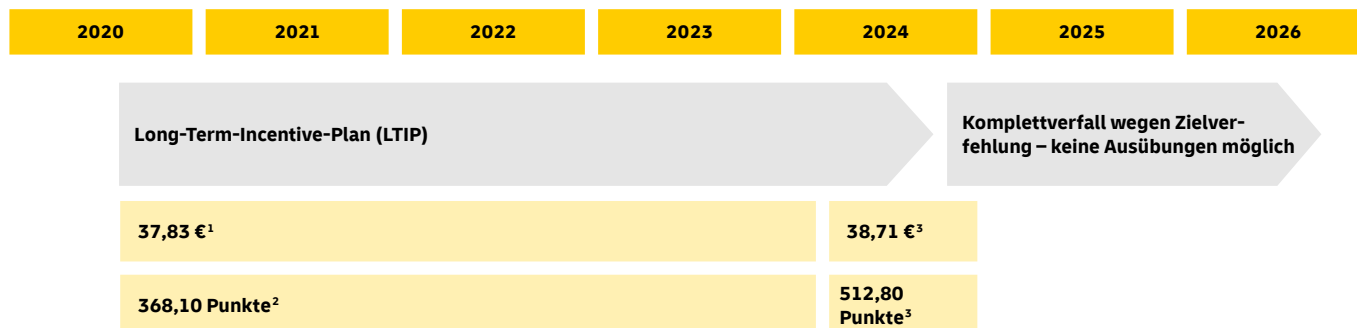 2020 2021 2022 2023 2024 2025 2026
Long-Term-Incentive-Plan (LTIP)
Komplettverfall wegen Zielver-
fehlung – keine Ausübungen möglich
37,83 €¹
38,71 €³
368,10 Punkte²
512,80
Punkte³